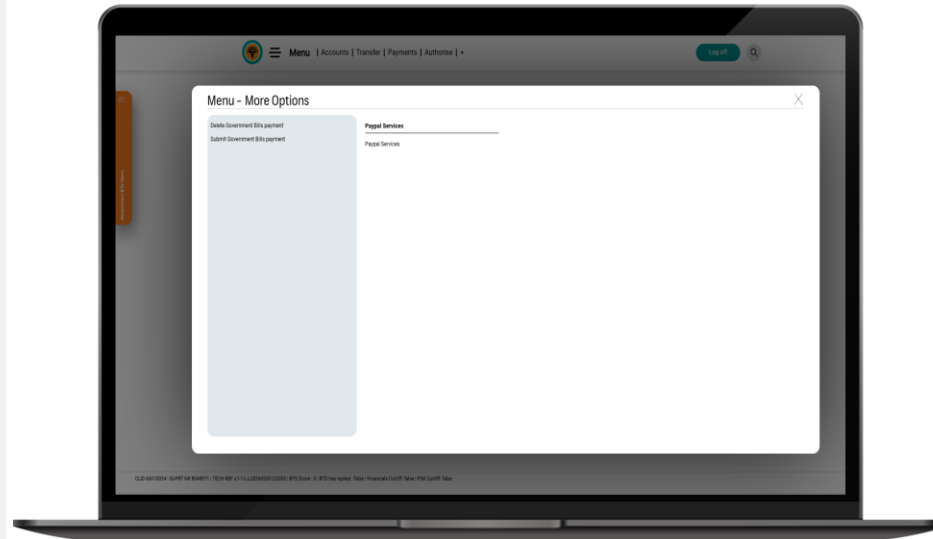 Menu | Accounts | Transfer | Payments | Authorise | +
Log off
Menu - More Options
X
Delete Government Bills payment
Submit Government Bills payment
Paypal Services
Paypal Services